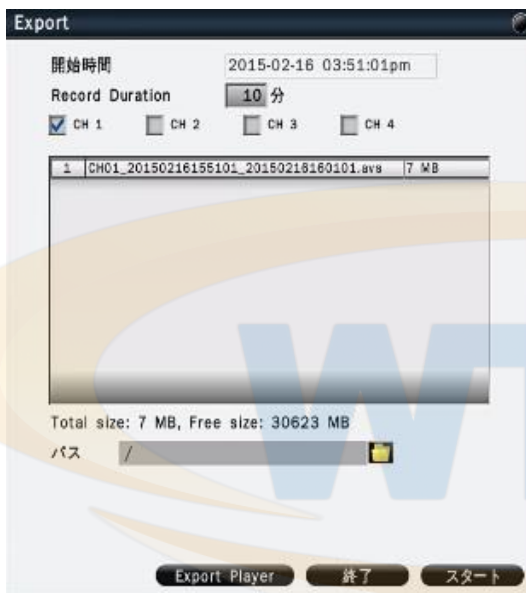 Export
開始時間 2015-02-16 03:51:01pm
Record Duration 10 分
CH 1 CH 2 CH 3 CH 4
1 CH01_20150216155101_20150216160101.avs 7 MB
Total size: 7 MB, Free size: 30623 MB
パス /
Export Player 終了 スタート